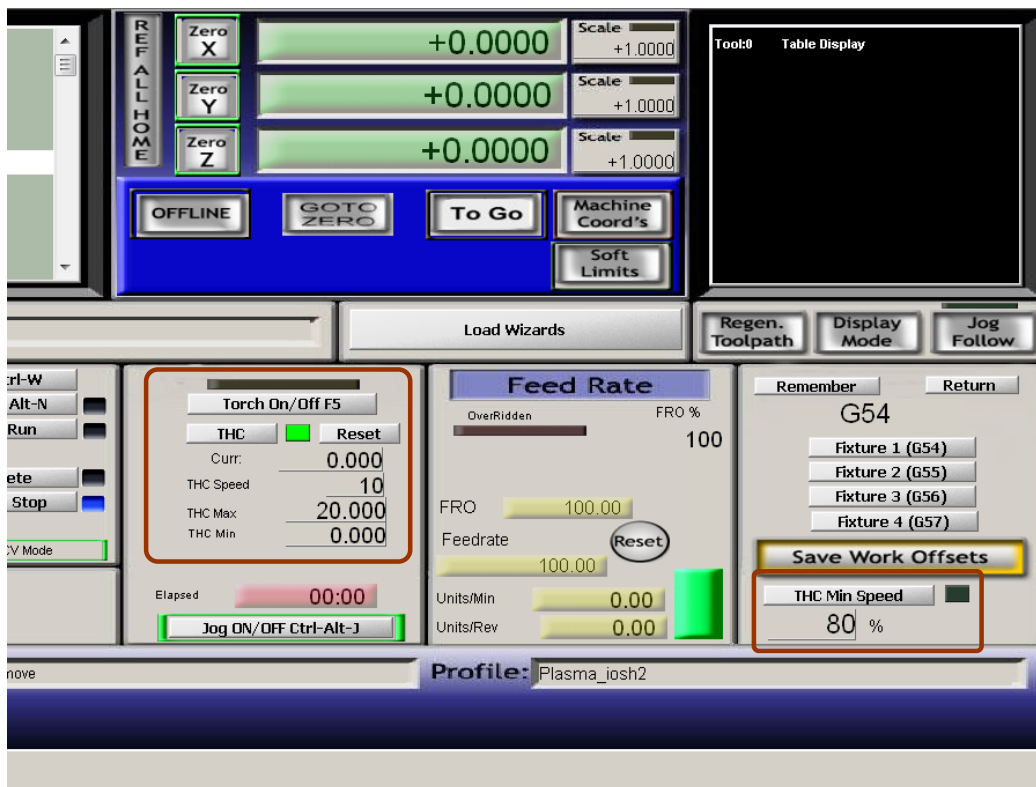 REF ALL HOME
Zero X
+0.0000
Scale
+1.0000
Zero Y
+0.0000
Scale
+1.0000
Zero Z
+0.0000
Scale
+1.0000
OFFLINE
GOTO ZERO
To Go
Machine Coord's
Soft Limits
Tool:0 Table Display
Load Wizards
Regen. Toolpath
Display Mode
Jog Follow
rl-W
Alt-N
Run
ete
Stop
CV Mode
Torch On/Off F5
THC
Reset
Curr: 0.000
THC Speed 10
THC Max 20.000
THC Min 0.000
Elapsed 00:00
Jog ON/OFF Ctrl-Alt-J
Feed Rate
OverRidden
FRO %
100
FRO 100.00
Feedrate
Reset
100.00
Units/Min 0.00
Units/Rev 0.00
Remember
Return
G54
Fixture 1 (G54)
Fixture 2 (G55)
Fixture 3 (G56)
Fixture 4 (G57)
Save Work Offsets
THC Min Speed
80 %
move
Profile: Plasma_iosh2